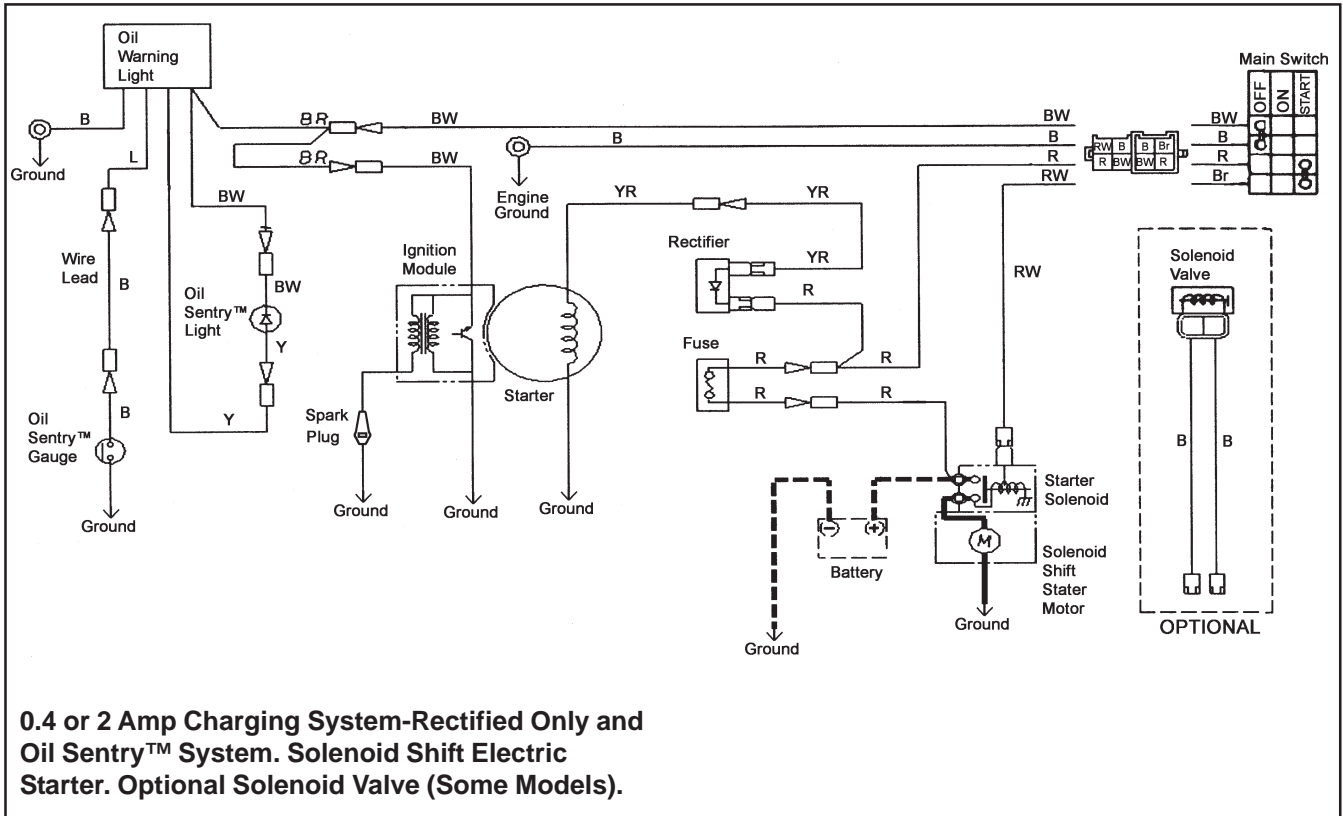 Oil
Warning
Light
Main Switch
OFF
ON
START
B
BR
BW
BW
BW
B
B
B
L
R
R
RW
Br
RW B B Br
R BW BW R
Ground
BR
BW
Engine
Ground
BW
YR
YR
Rectifier
YR
R
RW
Solenoid
Valve
Wire
Lead
B
Ignition
Module
Oil
Sentry™
Light
BW
Y
Fuse
R
R
R
R
Starter
Spark
Plug
Y
Oil
Sentry™
Gauge
B
B
B
Starter
Solenoid
Ground
Ground
Ground
Ground
Battery
M
Solenoid
Shift
Stater
Motor
Ground
Ground
OPTIONAL
0.4 or 2 Amp Charging System-Rectified Only and
Oil Sentry™ System. Solenoid Shift Electric
Starter. Optional Solenoid Valve (Some Models).